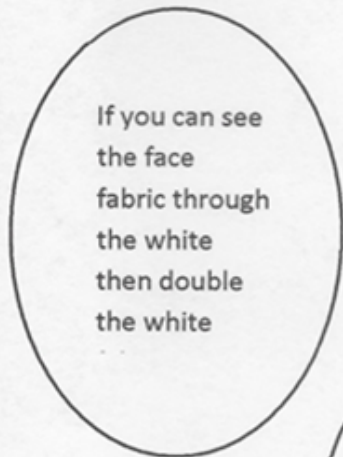 If you can see
the face
fabric through
the white
then double
the white